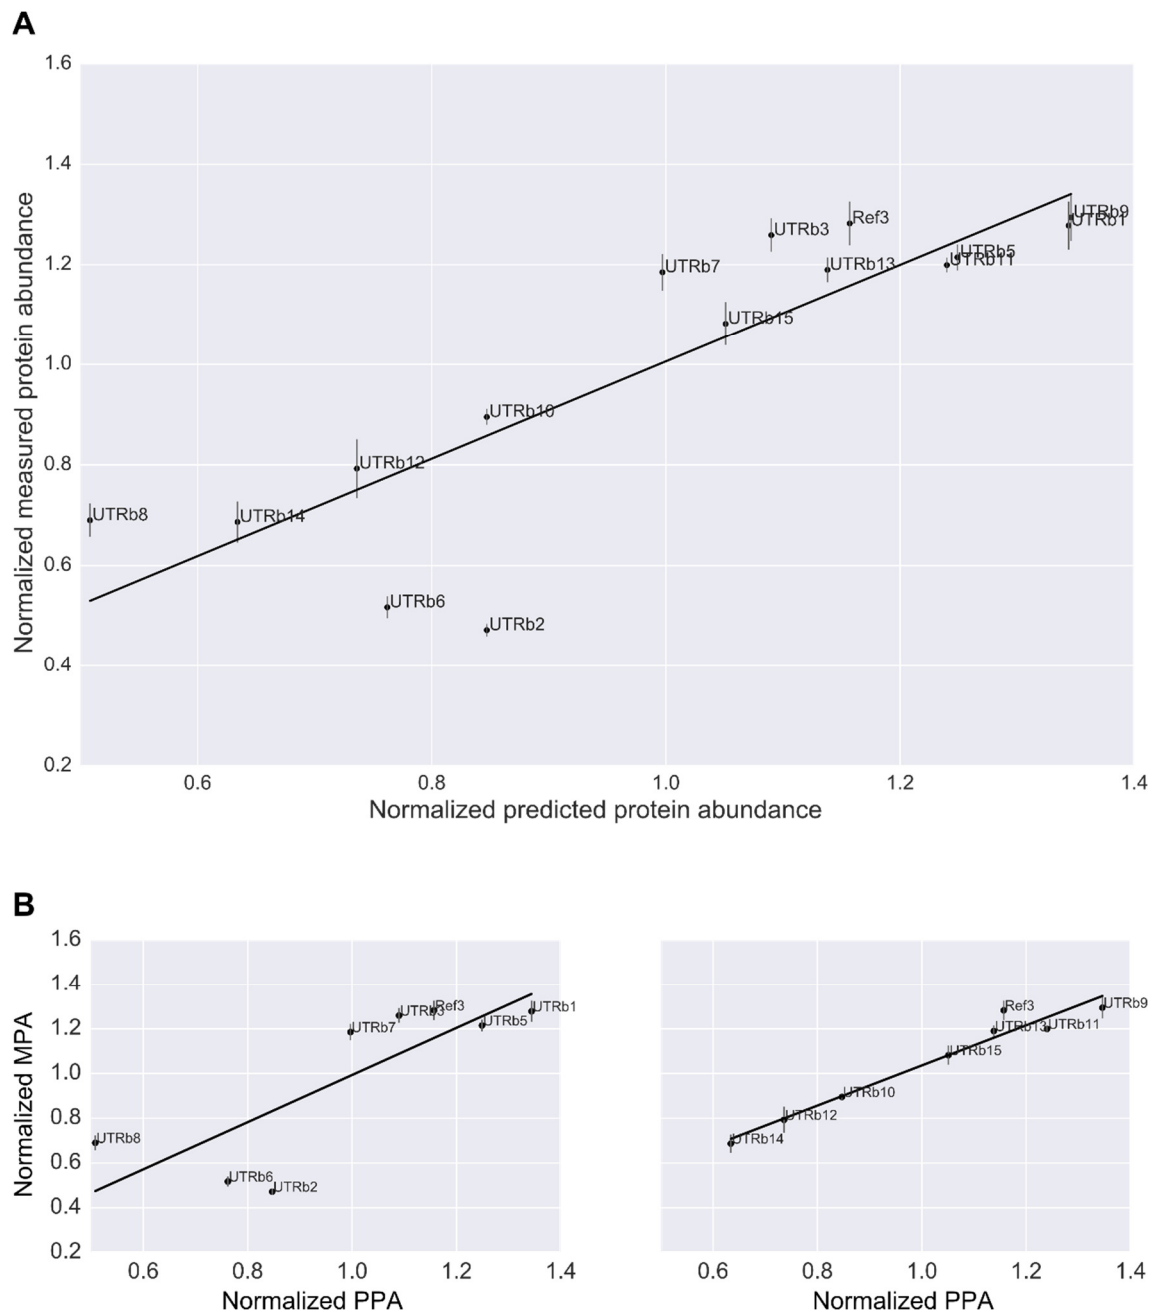 A
1.6
1.4
1.2
1.0
0.8
0.6
0.4
0.2
Normalized measured protein abundance
UTRb9
UTRb1
Ref3
UTRb3
UTRb5
UTRb11
UTRb7
UTRb13
UTRb15
UTRb10
UTRb12
UTRb8
UTRb14
UTRb6
UTRb2
0.6 0.8 1.0 1.2 1.4
Normalized predicted protein abundance
B
1.6
1.4
1.2
1.0
0.8
0.6
0.4
0.2
Normalized MPA
UTRb3
Ref3
UTRb1
UTRb7
UTRb5
UTRb8
UTRb6
UTRb2
0.6 0.8 1.0 1.2 1.4
Normalized PPA
Ref3
UTRb9
UTRb13
UTRb11
UTRb15
UTRb10
UTRb12
UTRb14
0.6 0.8 1.0 1.2 1.4
Normalized PPA